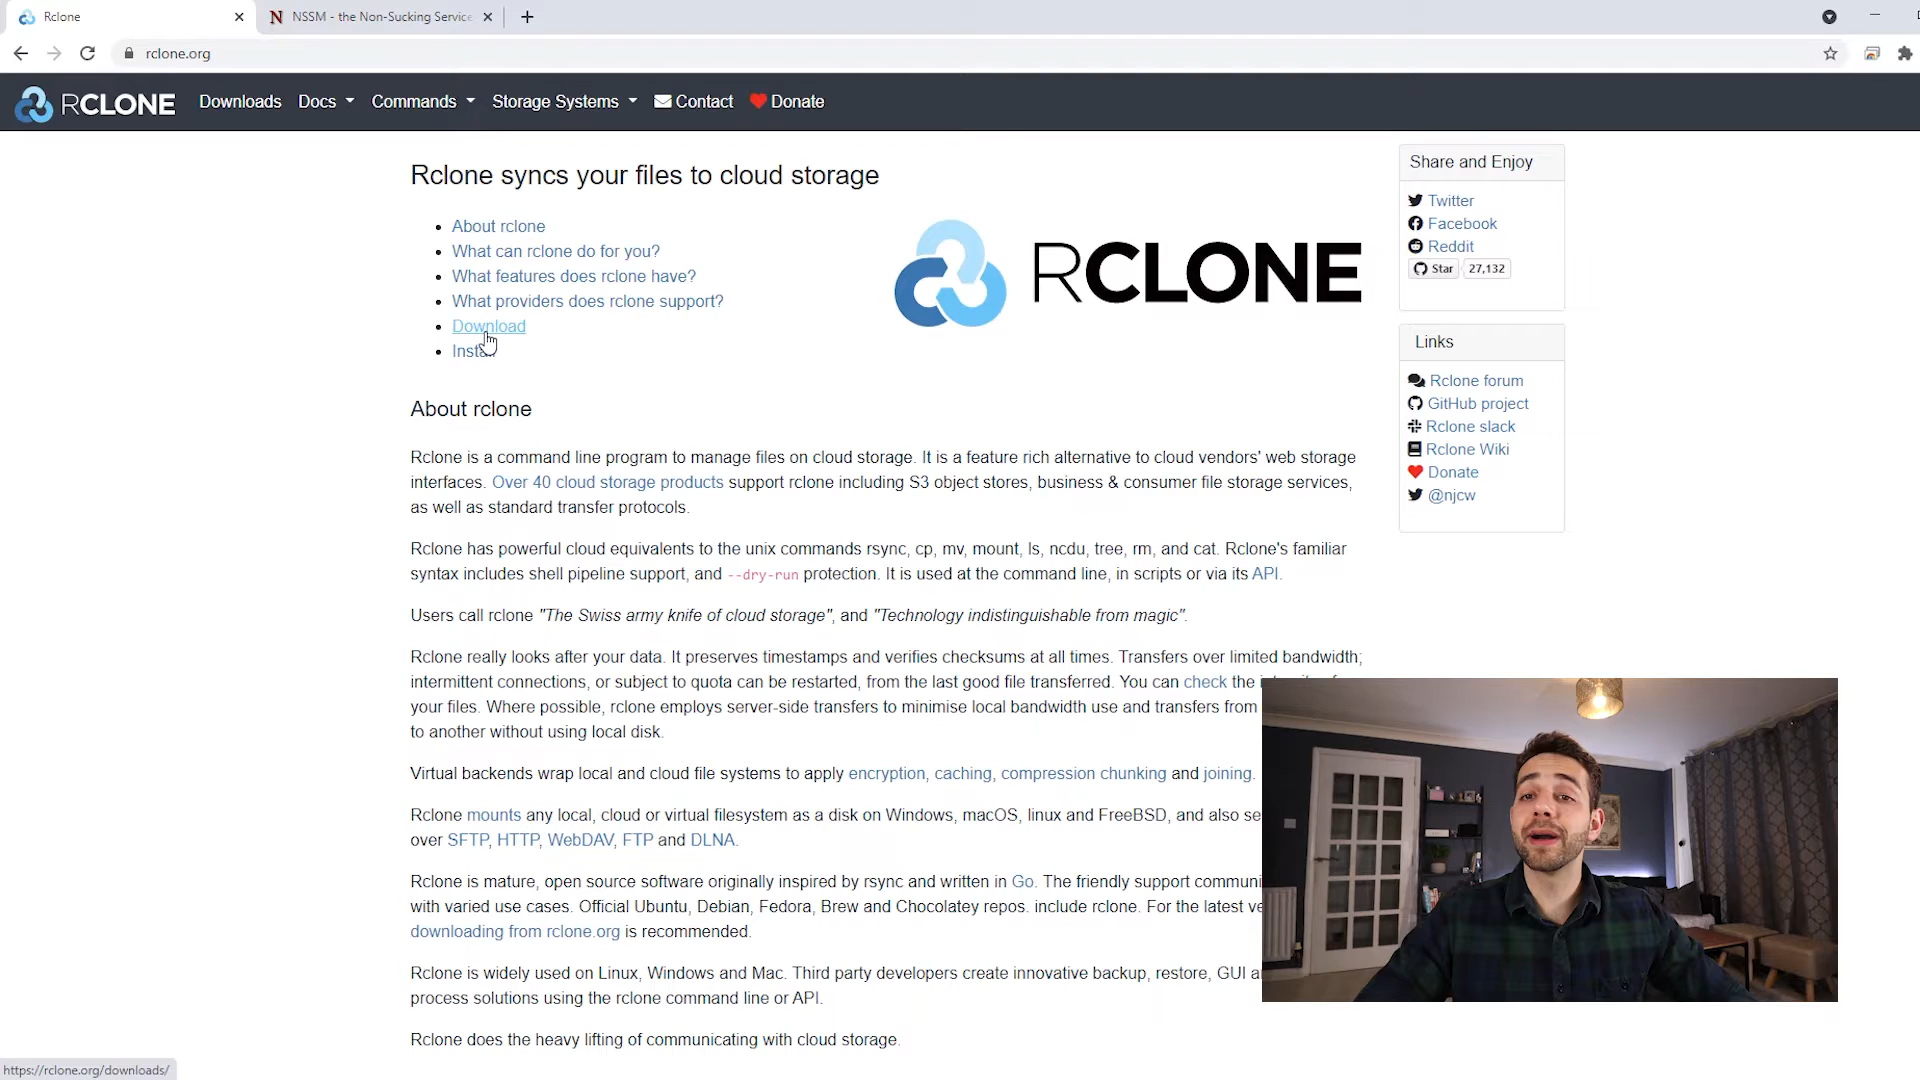 Rclone
NSSM - the Non-Sucking Service
rclone.org
RCLONE
Downloads
Docs
Commands
Storage Systems
Contact
Donate
Rclone syncs your files to cloud storage
About rclone
What can rclone do for you?
What features does rclone have?
What providers does rclone support?
Download
Install
RCLONE
Share and Enjoy
Twitter
Facebook
Reddit
Star 27,132
Links
Rclone forum
GitHub project
Rclone slack
Rclone Wiki
Donate
@njcw
About rclone
Rclone is a command line program to manage files on cloud storage. It is a feature rich alternative to cloud vendors' web storage
interfaces. Over 40 cloud storage products support rclone including S3 object stores, business & consumer file storage services,
as well as standard transfer protocols.
Rclone has powerful cloud equivalents to the unix commands rsync, cp, mv, mount, ls, ncdu, tree, rm, and cat. Rclone's familiar
syntax includes shell pipeline support, and --dry-run protection. It is used at the command line, in scripts or via its API.
Users call rclone "The Swiss army knife of cloud storage", and "Technology indistinguishable from magic".
Rclone really looks after your data. It preserves timestamps and verifies checksums at all times. Transfers over limited bandwidth;
intermittent connections, or subject to quota can be restarted, from the last good file transferred. You can check the
your files. Where possible, rclone employs server-side transfers to minimise local bandwidth use and transfers from
to another without using local disk.
Virtual backends wrap local and cloud file systems to apply encryption, caching, compression chunking and joining.
Rclone mounts any local, cloud or virtual filesystem as a disk on Windows, macOS, linux and FreeBSD, and also se
over SFTP, HTTP, WebDAV, FTP and DLNA.
Rclone is mature, open source software originally inspired by rsync and written in Go. The friendly support communi
with varied use cases. Official Ubuntu, Debian, Fedora, Brew and Chocolatey repos. include rclone. For the latest ve
downloading from rclone.org is recommended.
Rclone is widely used on Linux, Windows and Mac. Third party developers create innovative backup, restore, GUI a
process solutions using the rclone command line or API.
Rclone does the heavy lifting of communicating with cloud storage.
https://rclone.org/downloads/